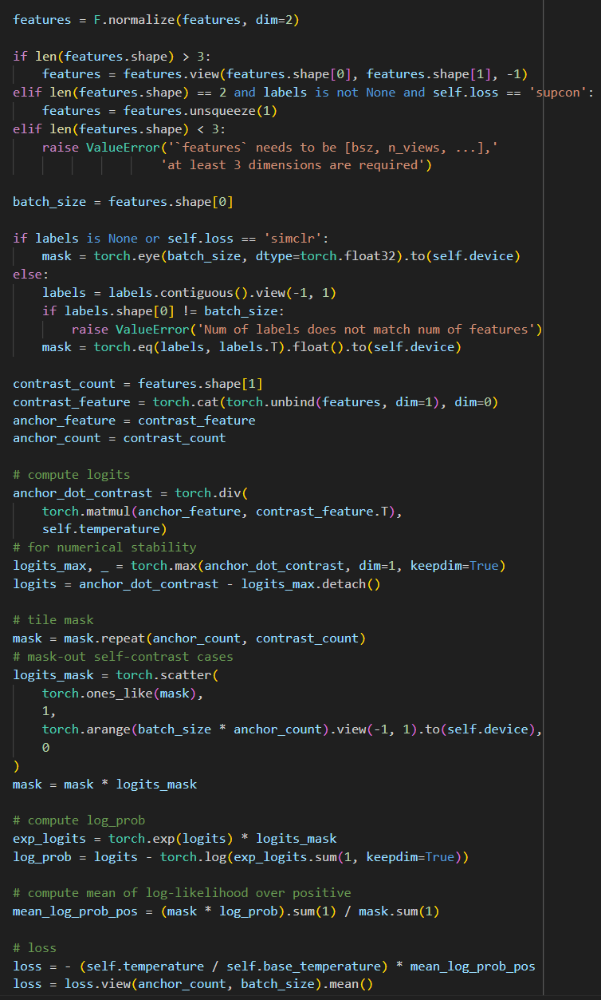 features = F.normalize(features, dim=2)
if len(features.shape) > 3:
features = features.view(features.shape[0], features.shape[1], -1)
elif len(features.shape) == 2 and labels is not None and self.loss == 'supcon':
features = features.unsqueeze(1)
elif len(features.shape) < 3:
raise ValueError('`features` needs to be [bsz, n_views, ...],'
'at least 3 dimensions are required')
batch_size = features.shape[0]
if labels is None or self.loss == 'simclr':
mask = torch.eye(batch_size, dtype=torch.float32).to(self.device)
else:
labels = labels.contiguous().view(-1, 1)
if labels.shape[0] != batch_size:
raise ValueError('Num of labels does not match num of features')
mask = torch.eq(labels, labels.T).float().to(self.device)
contrast_count = features.shape[1]
contrast_feature = torch.cat(torch.unbind(features, dim=1), dim=0)
anchor_feature = contrast_feature
anchor_count = contrast_count
# compute logits
anchor_dot_contrast = torch.div(
torch.matmul(anchor_feature, contrast_feature.T),
self.temperature)
# for numerical stability
logits_max, _ = torch.max(anchor_dot_contrast, dim=1, keepdim=True)
logits = anchor_dot_contrast - logits_max.detach()
# tile mask
mask = mask.repeat(anchor_count, contrast_count)
# mask-out self-contrast cases
logits_mask = torch.scatter(
torch.ones_like(mask),
1,
torch.arange(batch_size * anchor_count).view(-1, 1).to(self.device),
0
)
mask = mask * logits_mask
# compute log_prob
exp_logits = torch.exp(logits) * logits_mask
log_prob = logits - torch.log(exp_logits.sum(1, keepdim=True))
# compute mean of log-likelihood over positive
mean_log_prob_pos = (mask * log_prob).sum(1) / mask.sum(1)
# loss
loss = - (self.temperature / self.base_temperature) * mean_log_prob_pos
loss = loss.view(anchor_count, batch_size).mean()